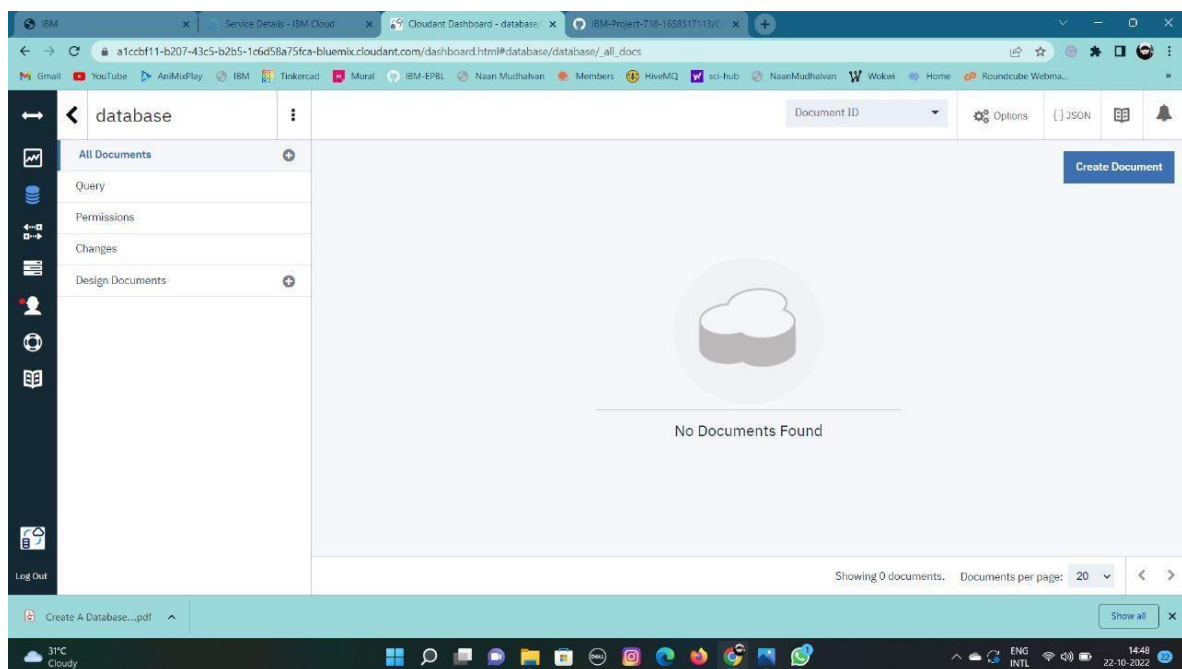 IBM
Service Details - IBM Cloud
Cloudant Dashboard - database/
IBM-Project-718-1658317113/C
a1ccbf11-b207-43c5-b2b5-1c6d58a75fca-bluemix.cloudant.com/dashboard.html#database/database/_all_docs
Gmail YouTube AniMixPlay IBM Tinkercad Mural IBM-EPBL Naan Mudhalvan Members HiveMQ sci-hub NaanMudhalvan Wokwi Home Roundcube Webma...
database
Document ID
Options
{ } JSON
All Documents
Create Document
Query
Permissions
Changes
Design Documents
No Documents Found
Log Out
Showing 0 documents. Documents per page: 20
Create A Database....pdf
Show all
31°C
Cloudy
ENG
INTL
14:48
22-10-2022
22